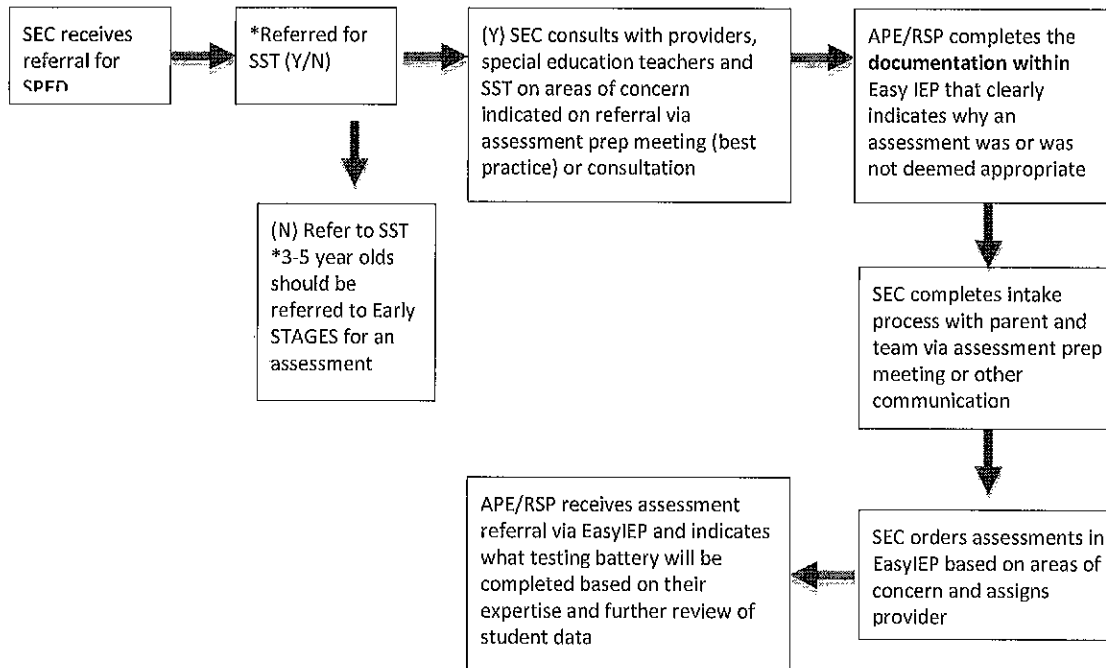 SEC receives
referral for
SPED
*Referred for
SST (Y/N)
(Y) SEC consults with providers,
special education teachers and
SST on areas of concern
indicated on referral via
assessment prep meeting (best
practice) or consultation
APE/RSP completes the
documentation within
Easy IEP that clearly
indicates why an
assessment was or was
not deemed appropriate
(N) Refer to SST
*3-5 year olds
should be
referred to Early
STAGES for an
assessment
SEC completes intake
process with parent and
team via assessment prep
meeting or other
communication
SEC orders assessments in
EasyIEP based on areas of
concern and assigns
provider
APE/RSP receives assessment
referral via EasyIEP and indicates
what testing battery will be
completed based on their
expertise and further review of
student data